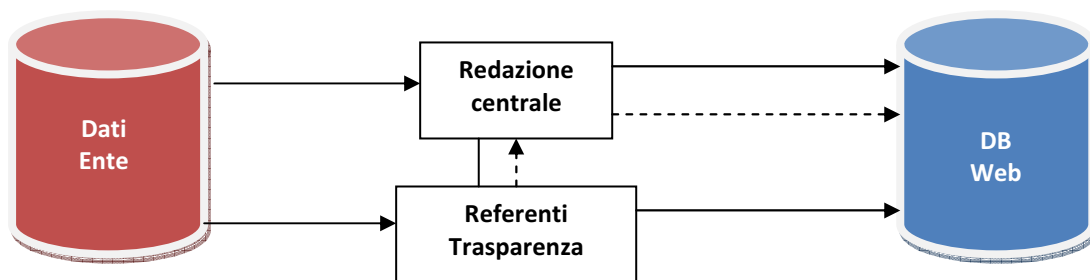 Dati
Ente
Redazione
centrale
Referenti
Trasparenza
DB
Web